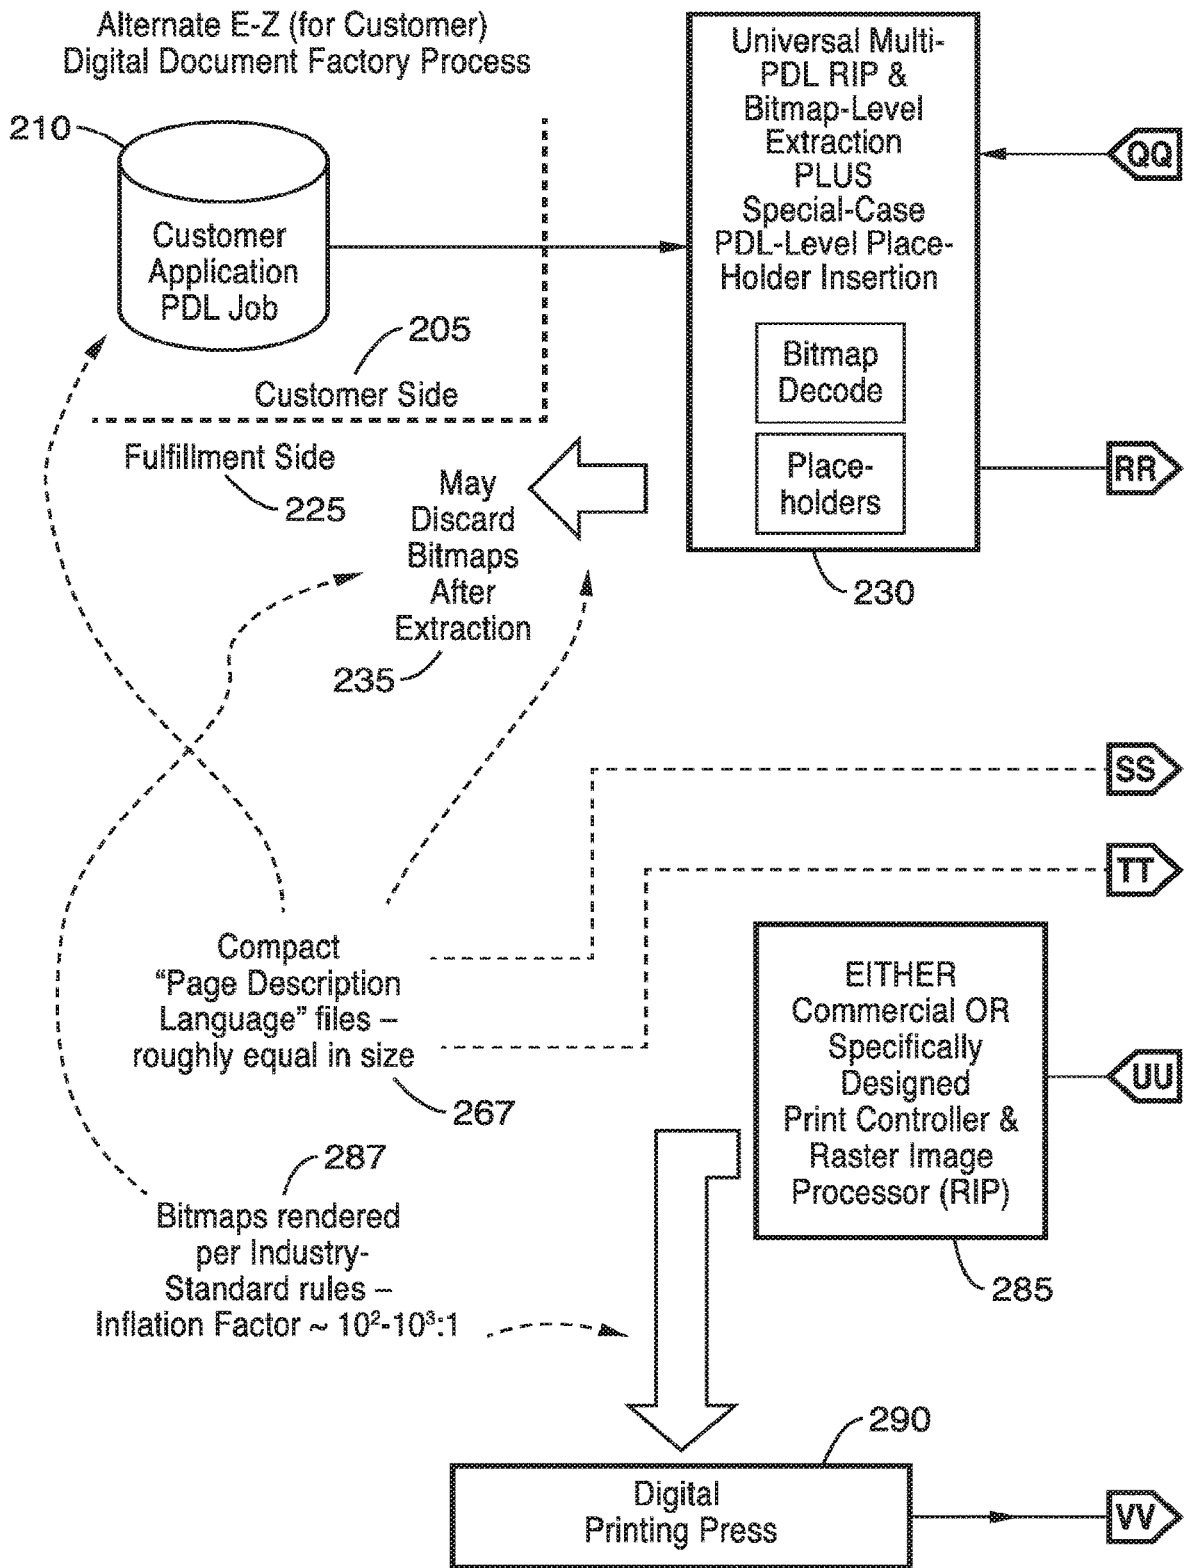 Alternate E-Z (for Customer)
Digital Document Factory Process
210
Customer
Application
PDL Job
205
Customer Side
Fulfillment Side
225
Universal Multi-
PDL RIP &
Bitmap-Level
Extraction
PLUS
Special-Case
PDL-Level Place-
Holder Insertion
Bitmap
Decode
Place-
holders
230
QQ
RR
May
Discard
Bitmaps
After
Extraction
235
SS
TT
Compact
“Page Description
Language” files –
roughly equal in size
267
EITHER
Commercial OR
Specifically
Designed
Print Controller &
Raster Image
Processor (RIP)
285
UU
287
Bitmaps rendered
per Industry-
Standard rules –
Inflation Factor ~ 10²-10³:1
290
Digital
Printing Press
VV